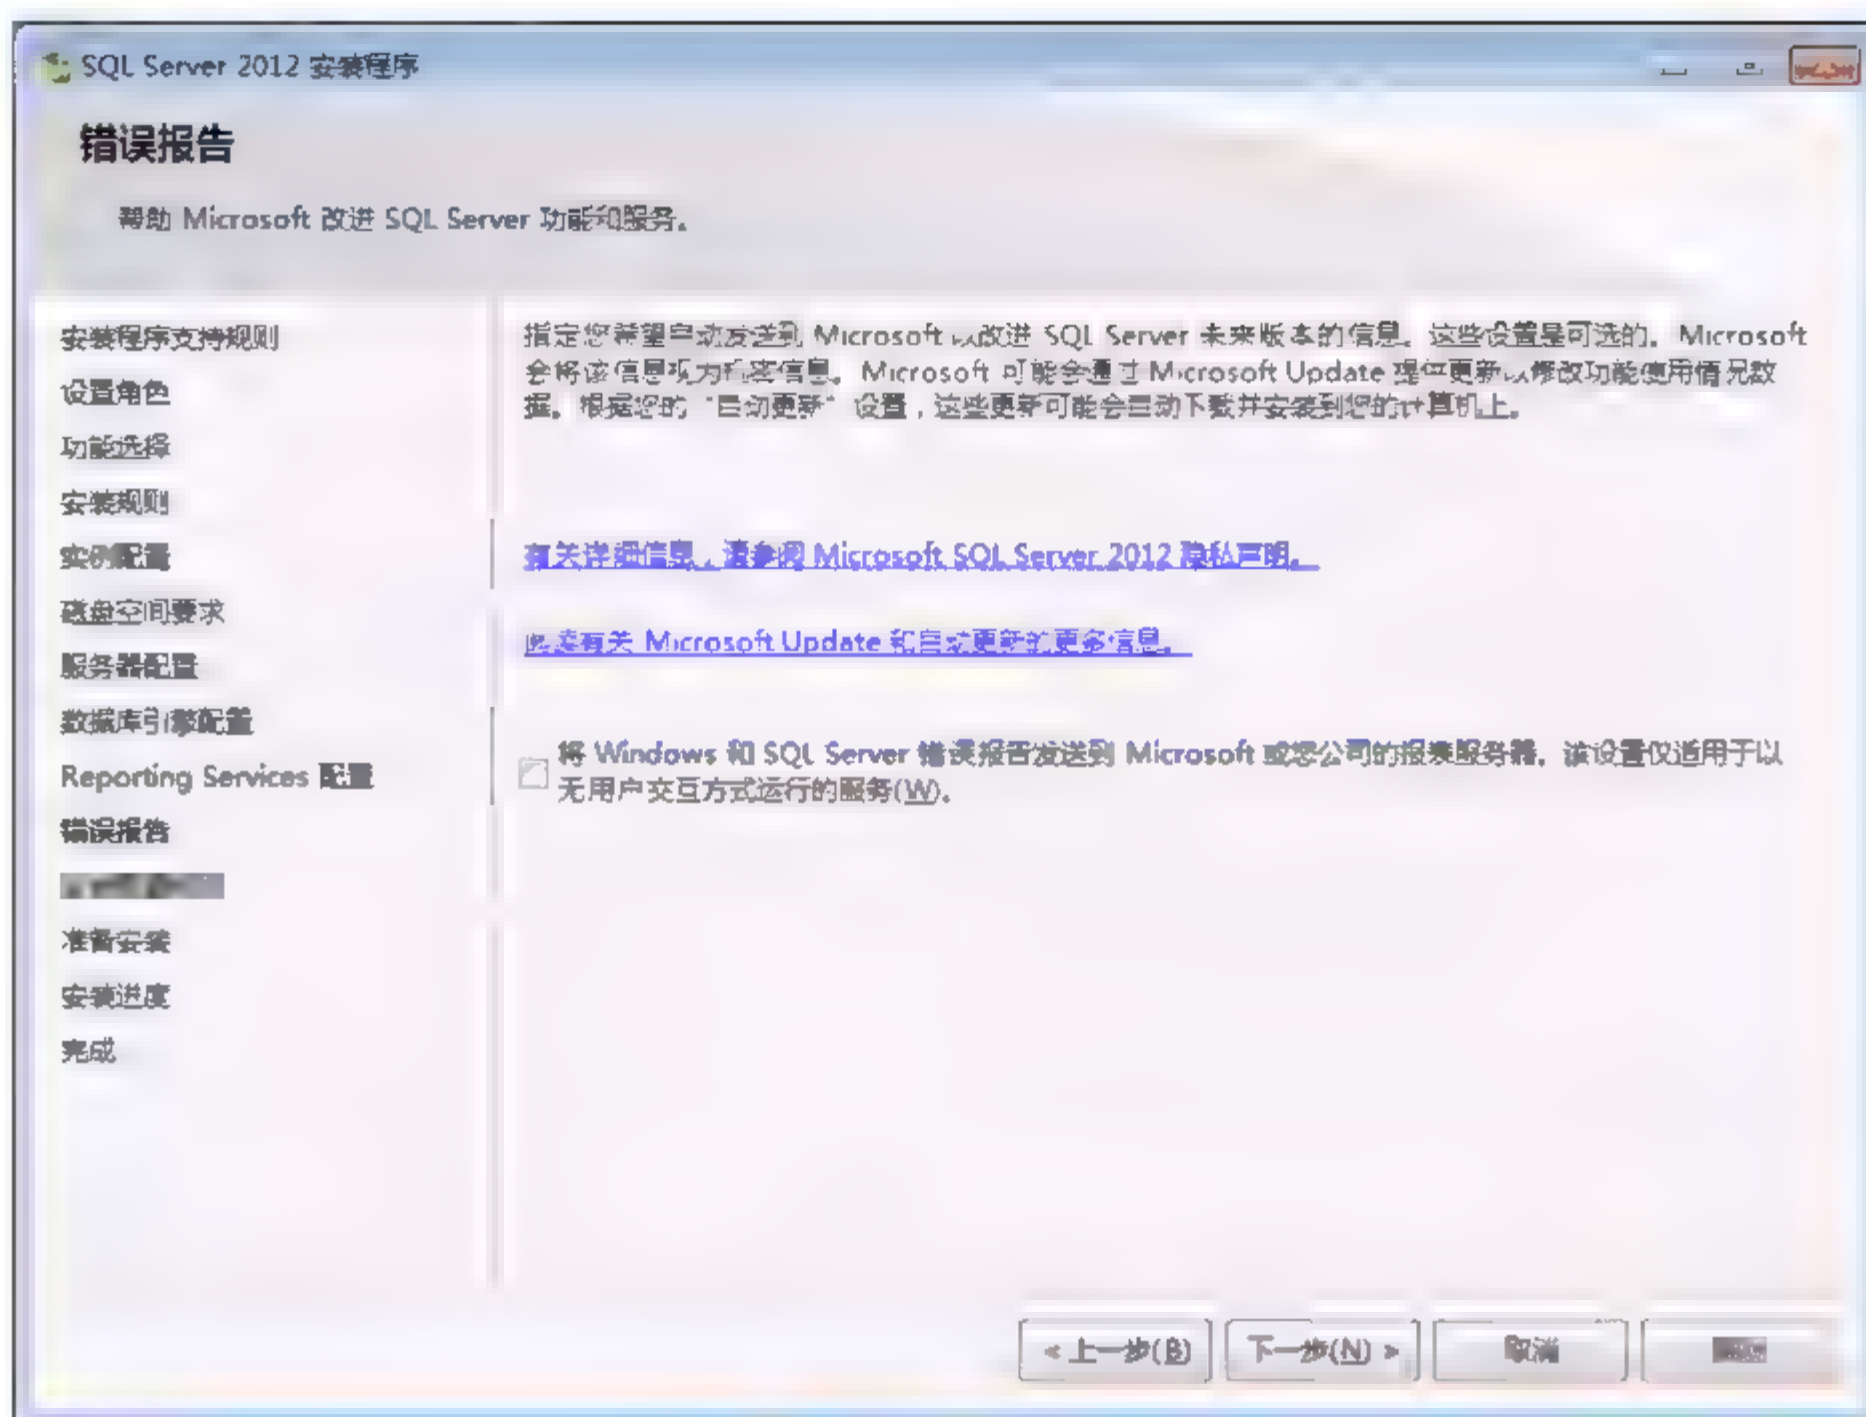 SQL Server 2012 安装程序
错误报告
帮助 Microsoft 改进 SQL Server 功能和服务。
安装程序支持规则
设置角色
功能选择
安装规则
实例配置
磁盘空间要求
服务器配置
数据库引擎配置
Reporting Services 配置
错误报告
准备安装
安装进度
完成
指定您希望自动发送到 Microsoft 以改进 SQL Server 未来版本的信息。这些设置是可选的。Microsoft
会将该信息视为机密信息。Microsoft 可能会通过 Microsoft Update 提供更新以修改功能使用情况数
据。根据您的“自动更新”设置，这些更新可能会自动下载并安装到您的计算机上。
有关详细信息，请参阅 Microsoft SQL Server 2012 隐私声明。
阅读有关 Microsoft Update 和自动更新的更多信息。
将 Windows 和 SQL Server 错误报告发送到 Microsoft 或您公司的报表服务器。该设置仅适用于以
无用户交互方式运行的服务(W)。
< 上一步(B)
下一步(N) >
取消